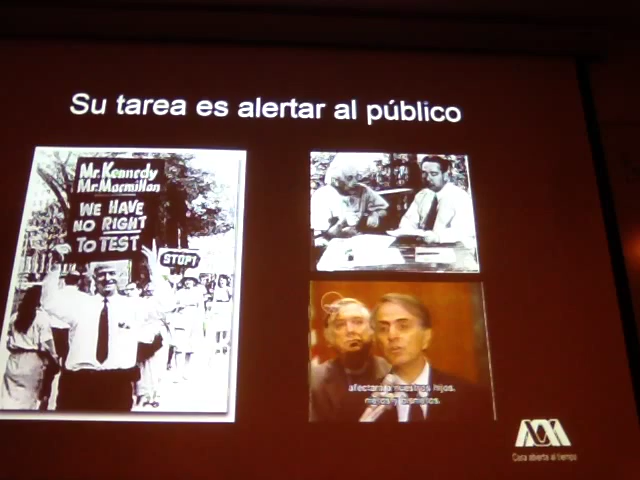 Su tarea es alertar al público
Mr. Kennedy
Mr. Macmillan
WE HAVE
NO RIGHT
TO TEST
STOP!
afectará a nuestros hijos,
nietos y bisnietos.
Casa abierta al tiempo